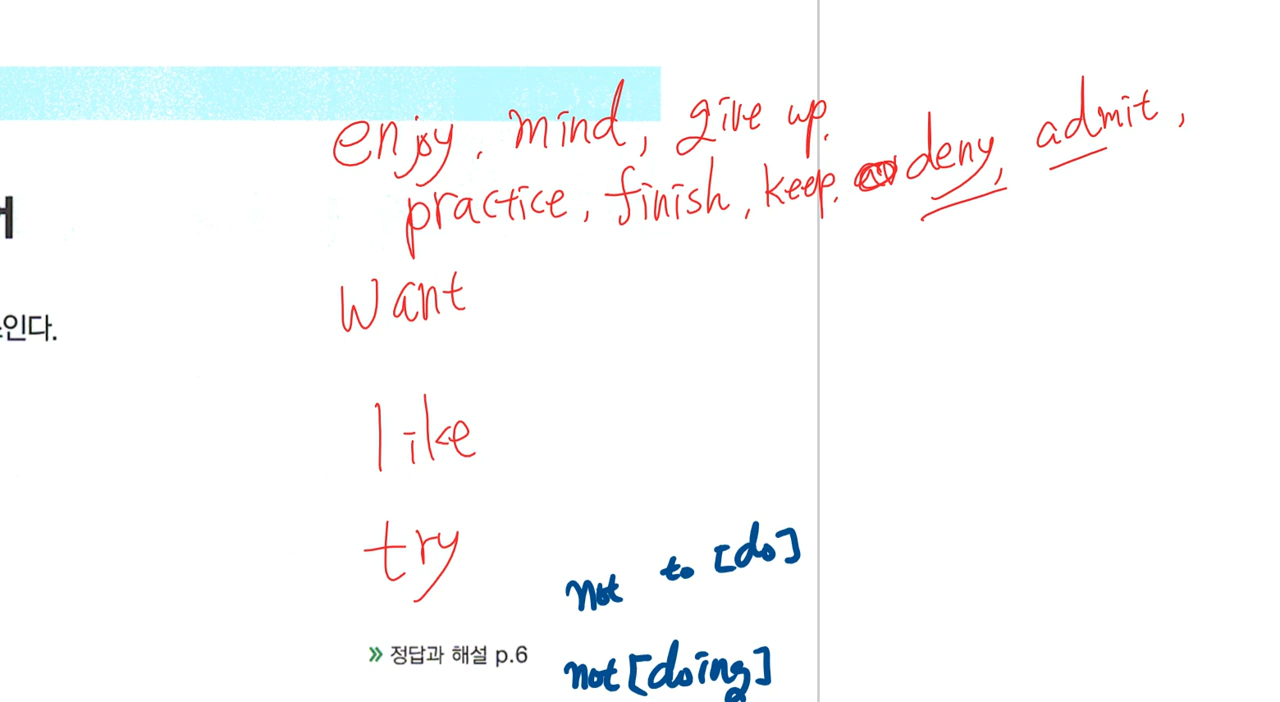 enjoy, mind, give up,
practice, finish, keep, deny, admit,
want
인다.
like
try
not to [do]
» 정답과 해설 p.6
not [doing]